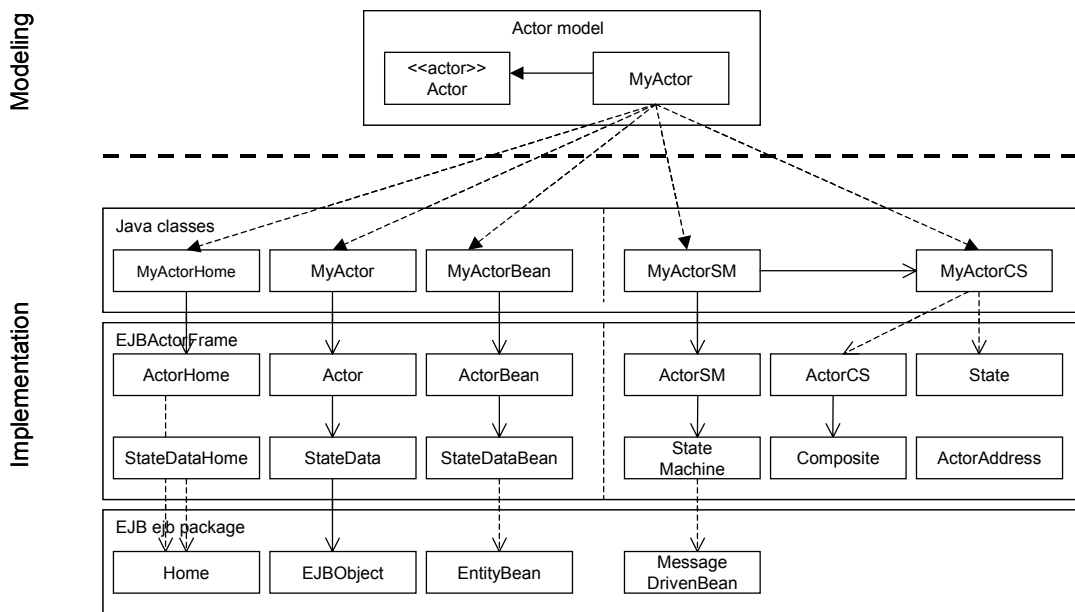 Modeling
Actor model
<<actor>>
Actor
MyActor
Implementation
Java classes
MyActorHome
MyActor
MyActorBean
MyActorSM
MyActorCS
EJBActorFrame
ActorHome
Actor
ActorBean
ActorSM
ActorCS
State
StateDataHome
StateData
StateDataBean
State
Machine
Composite
ActorAddress
EJB ejb package
Home
EJBObject
EntityBean
Message
DrivenBean